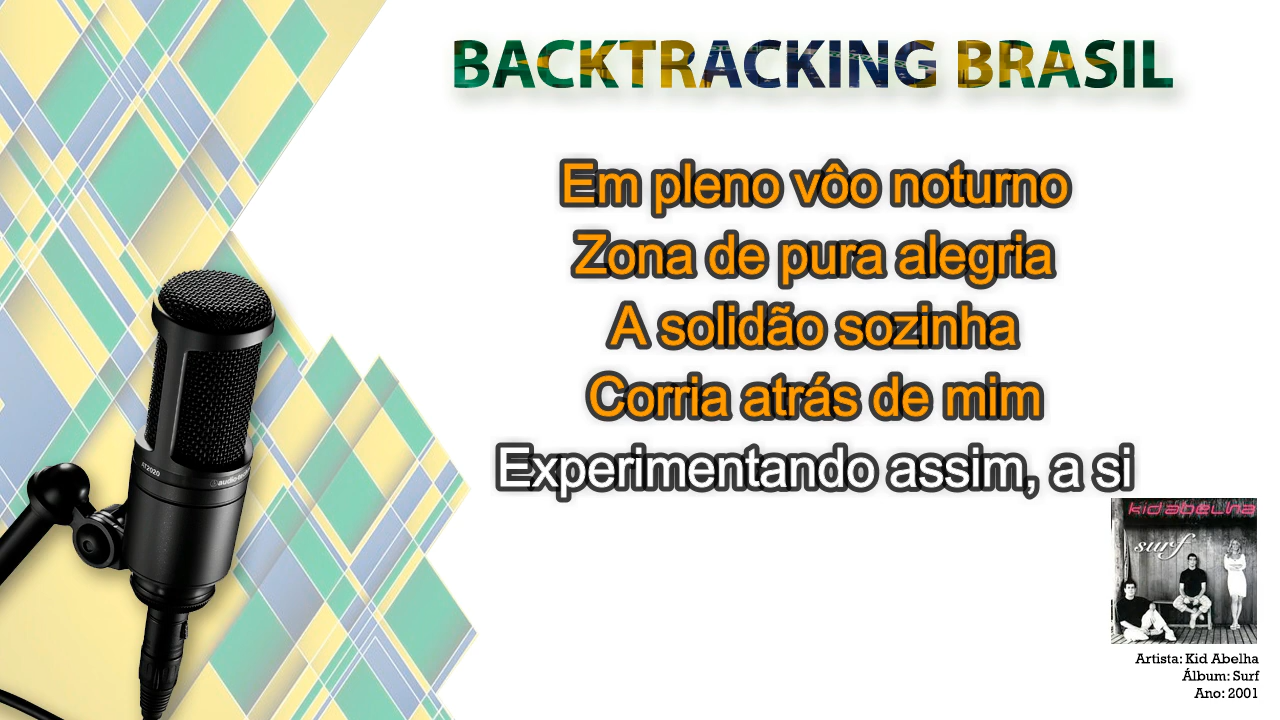 BACKTRACKING BRASIL
Em pleno vôo noturno
Zona de pura alegria
A solidão sozinha
Corria atrás de mim
Experimentando assim, a si
AT2020
kid abelha
surf
Artista: Kid Abelha
Álbum: Surf
Ano: 2001